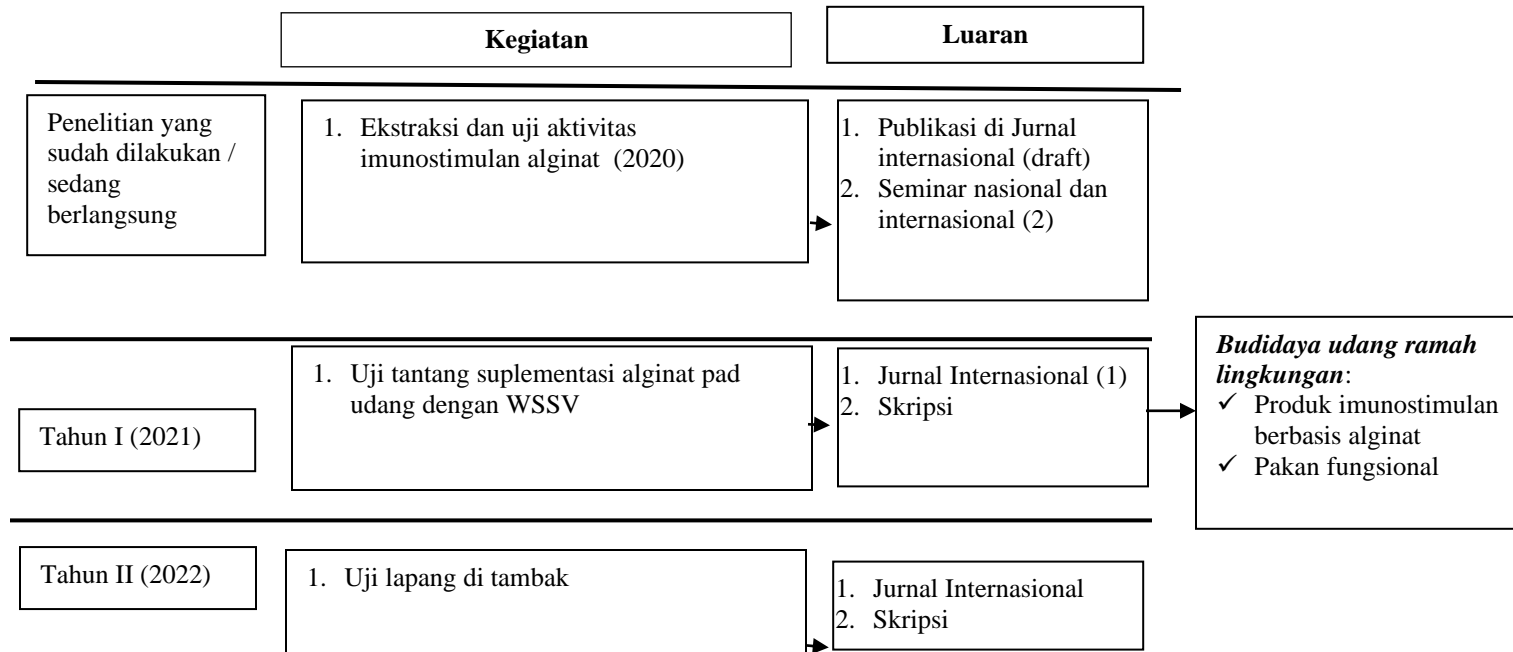 Kegiatan
Luaran
Penelitian yang
sudah dilakukan /
sedang
berlangsung
1. Ekstraksi dan uji aktivitas
imunostimulan alginat (2020)
1. Publikasi di Jurnal
internasional (draft)
2. Seminar nasional dan
internasional (2)
Tahun I (2021)
1. Uji tantang suplementasi alginat pad
udang dengan WSSV
1. Jurnal Internasional (1)
2. Skripsi
Budidaya udang ramah
lingkungan:
✓ Produk imunostimulan
berbasis alginat
✓ Pakan fungsional
Tahun II (2022)
1. Uji lapang di tambak
1. Jurnal Internasional
2. Skripsi